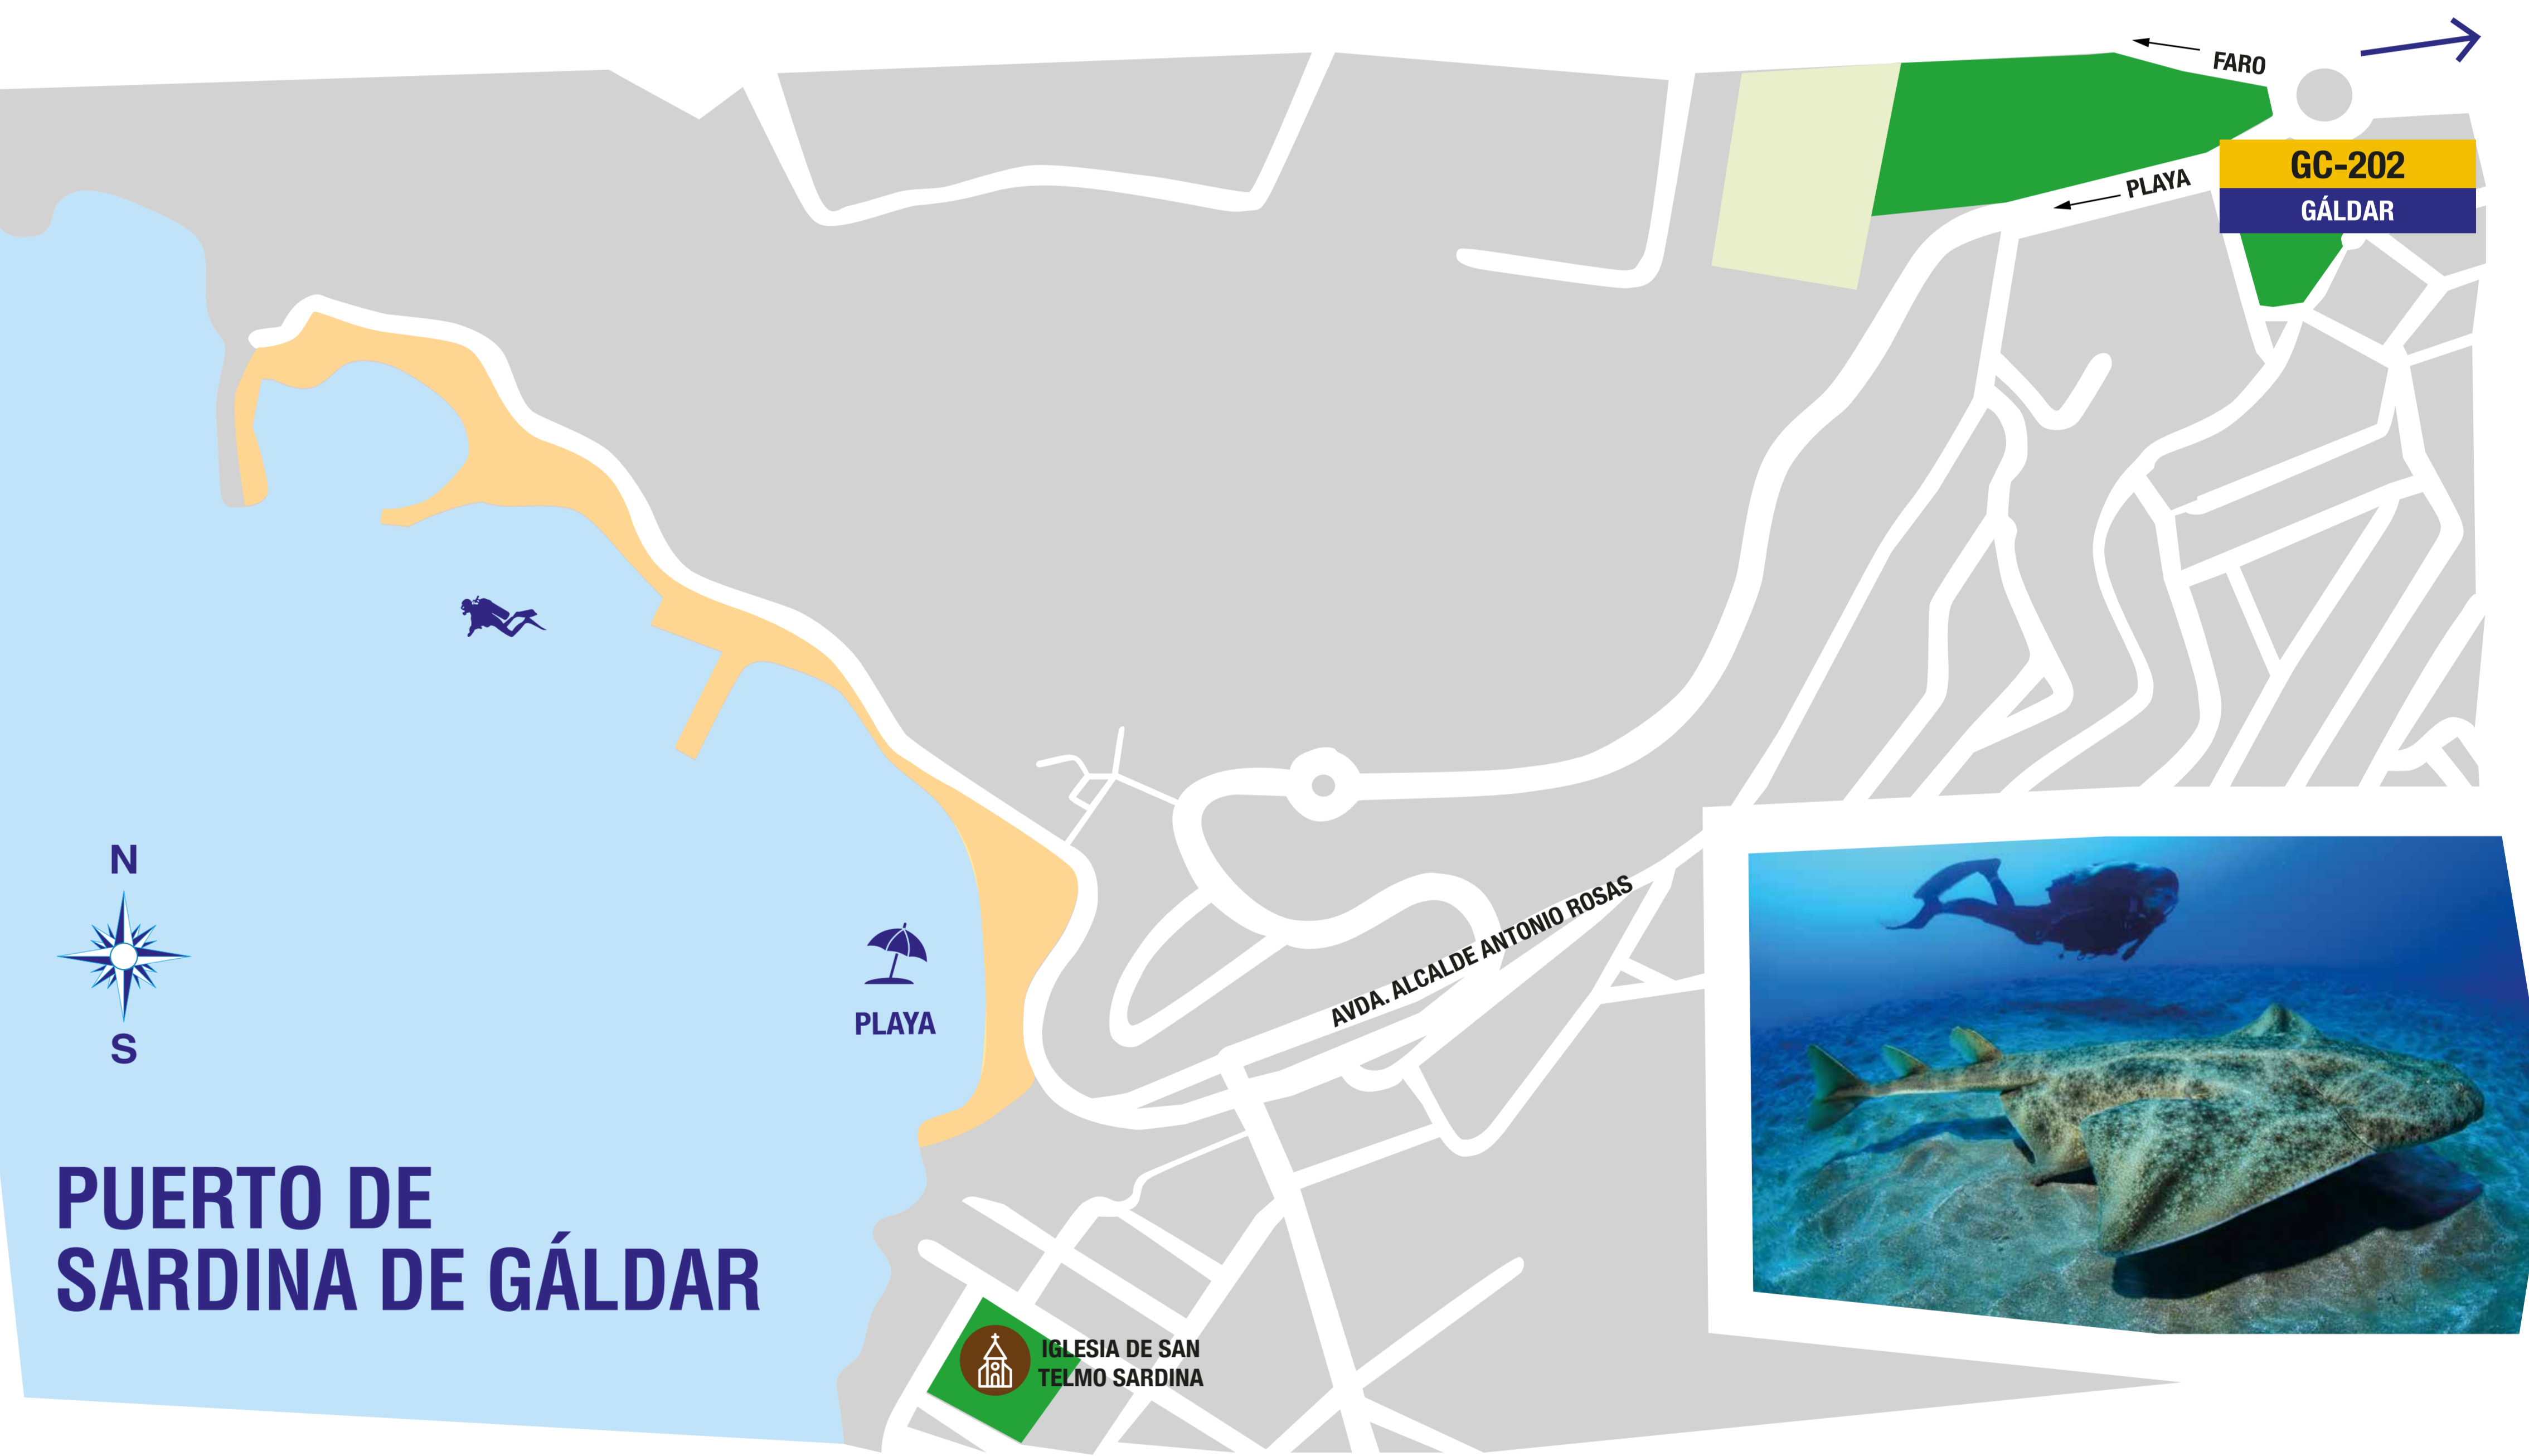 FARO
GC-202
PLAYA
GÁLDAR
N
AVDA. ALCALDE ANTONIO ROSAS
PLAYA
S
PUERTO DE
SARDINA DE GÁLDAR
IGLESIA DE SAN
TELMO SARDINA